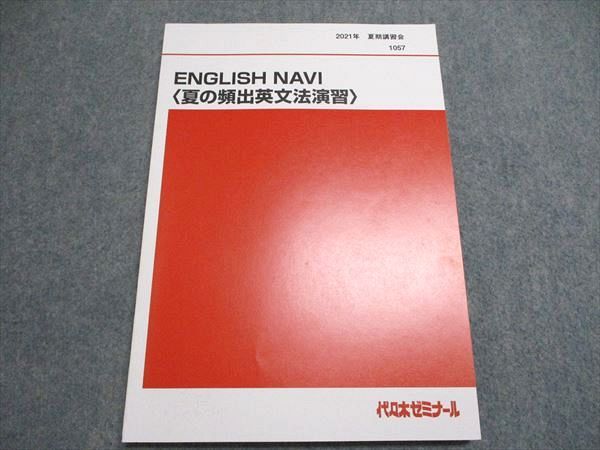 2021年 夏期講習会
1057
ENGLISH NAVI
〈夏の頻出英文法演習〉
代々木ゼミナール